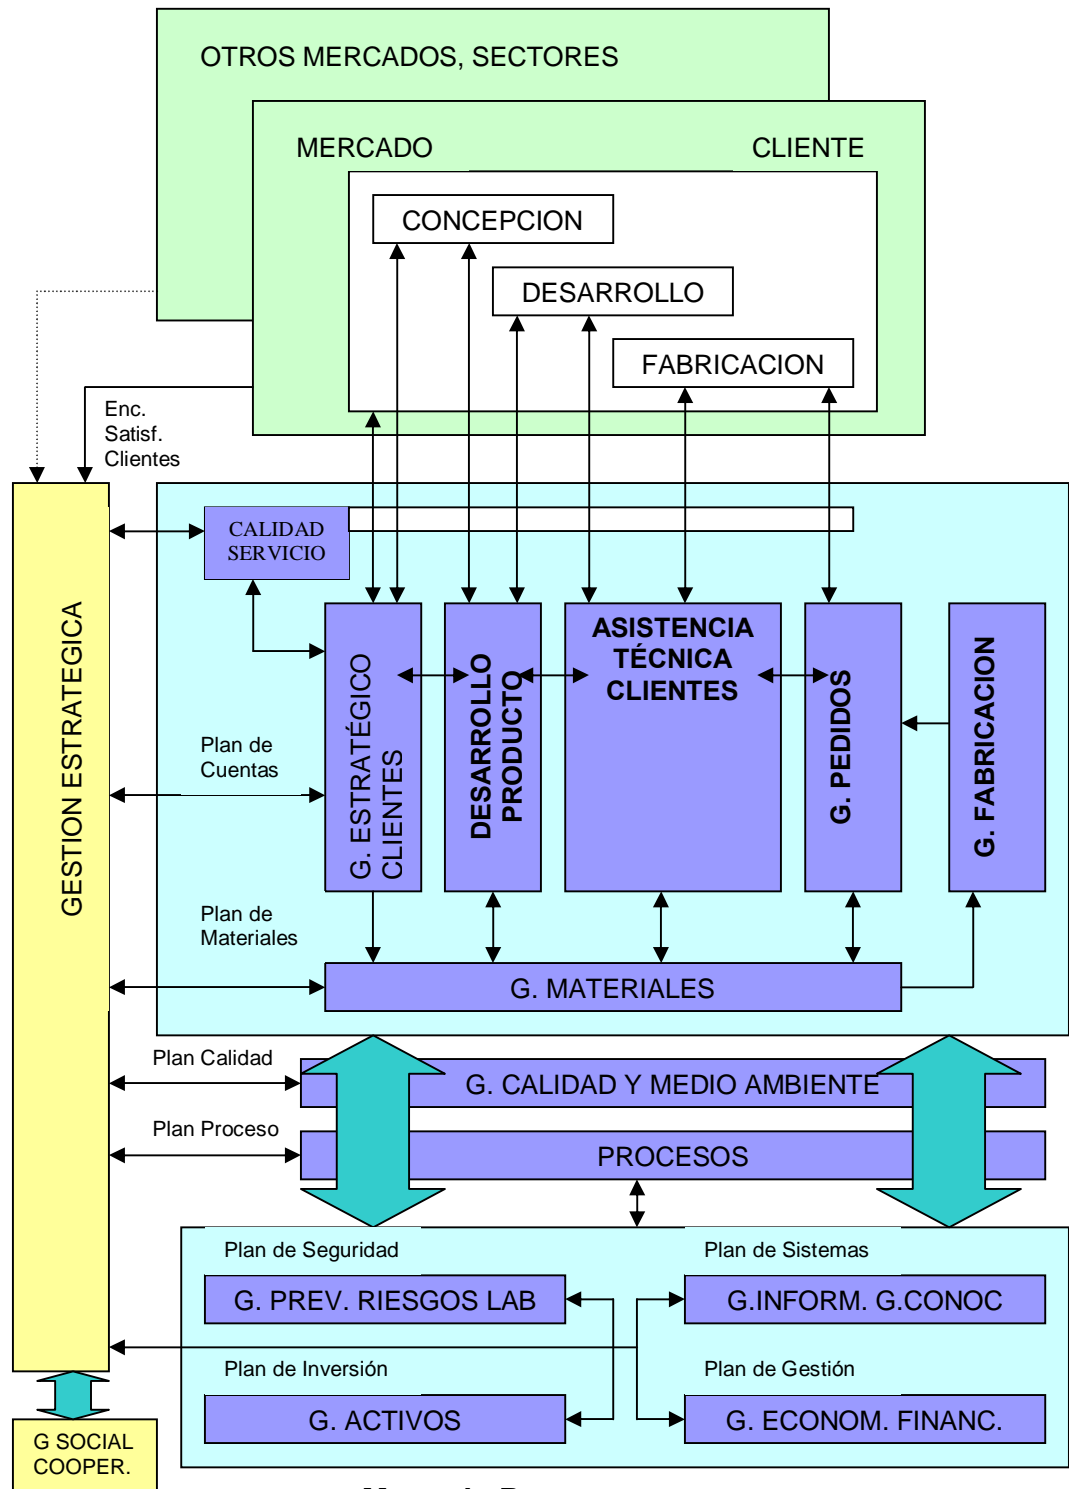 OTROS MERCADOS, SECTORES
MERCADO CLIENTE
CONCEPCION
DESARROLLO
FABRICACION
Enc.
Satisf.
Clientes
CALIDAD
SERVICIO
GESTION ESTRATEGICA
G. ESTRATÉGICO
CLIENTES
DESARROLLO
PRODUCTO
ASISTENCIA
TÉCNICA
CLIENTES
G. PEDIDOS
G. FABRICACION
Plan de
Cuentas
Plan de
Materiales
G. MATERIALES
Plan Calidad
G. CALIDAD Y MEDIO AMBIENTE
Plan Proceso
PROCESOS
Plan de Seguridad
Plan de Sistemas
G. PREV. RIESGOS LAB
G.INFORM. G.CONOC
Plan de Inversión
Plan de Gestión
G. ACTIVOS
G. ECONOM. FINANC.
G SOCIAL
COOPER.